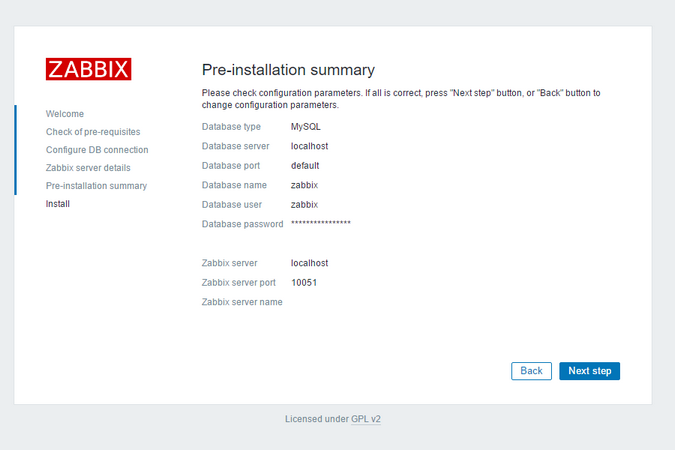 ZABBIX
Welcome
Check of pre-requisites
Configure DB connection
Zabbix server details
Pre-installation summary
Install
Pre-installation summary
Please check configuration parameters. If all is correct, press "Next step" button, or "Back" button to
change configuration parameters.
Database type MySQL
Database server localhost
Database port default
Database name zabbix
Database user zabbix
Database password ****************
Zabbix server localhost
Zabbix server port 10051
Zabbix server name
Back Next step
Licensed under GPL v2